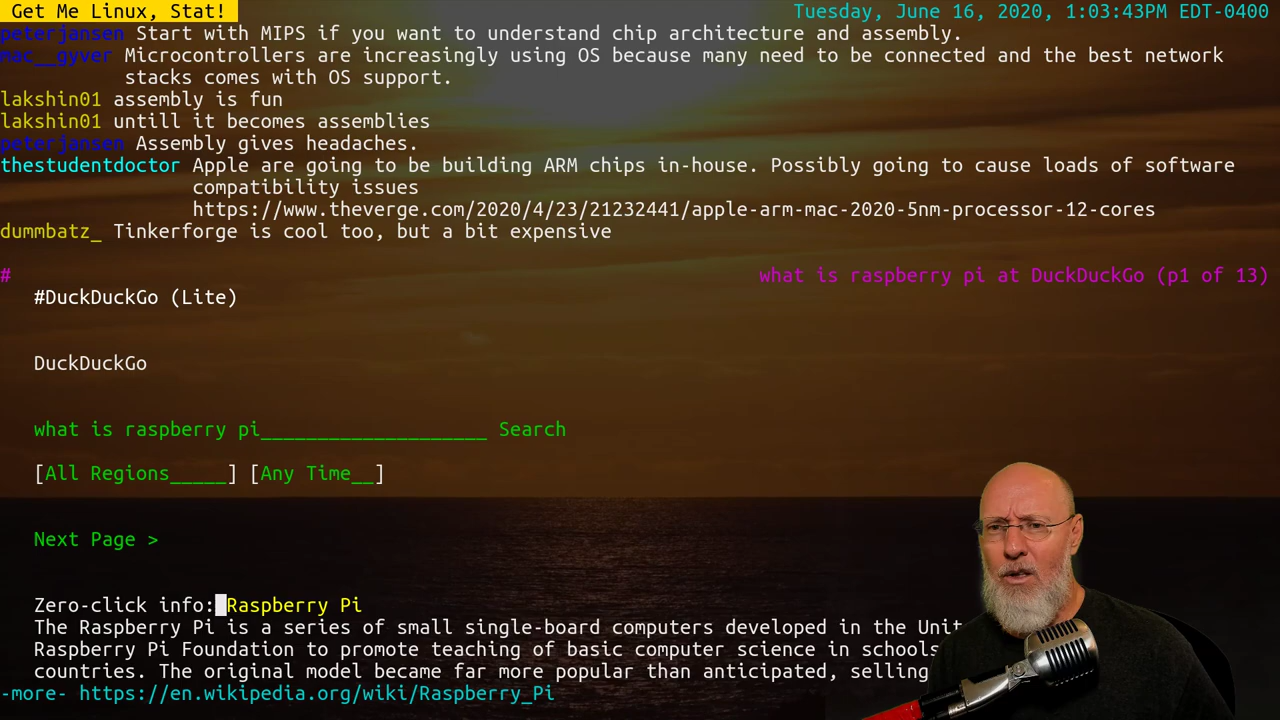 Get Me Linux, Stat!
Tuesday, June 16, 2020, 1:03:43PM EDT-0400
peterjansen Start with MIPS if you want to understand chip architecture and assembly.
mac__gyver Microcontrollers are increasingly using OS because many need to be connected and the best network
stacks comes with OS support.
lakshin01 assembly is fun
lakshin01 untill it becomes assemblies
peterjansen Assembly gives headaches.
thestudentdoctor Apple are going to be building ARM chips in-house. Possibly going to cause loads of software
compatibility issues
https://www.theverge.com/2020/4/23/21232441/apple-arm-mac-2020-5nm-processor-12-cores
dummbatz_ Tinkerforge is cool too, but a bit expensive
# what is raspberry pi at DuckDuckGo (p1 of 13)
#DuckDuckGo (Lite)
DuckDuckGo
what is raspberry pi____________________ Search
[All Regions_____] [Any Time__]
Next Page >
Zero-click info: Raspberry Pi
The Raspberry Pi is a series of small single-board computers developed in the Unit
Raspberry Pi Foundation to promote teaching of basic computer science in schools
countries. The original model became far more popular than anticipated, selling
-more- https://en.wikipedia.org/wiki/Raspberry_Pi